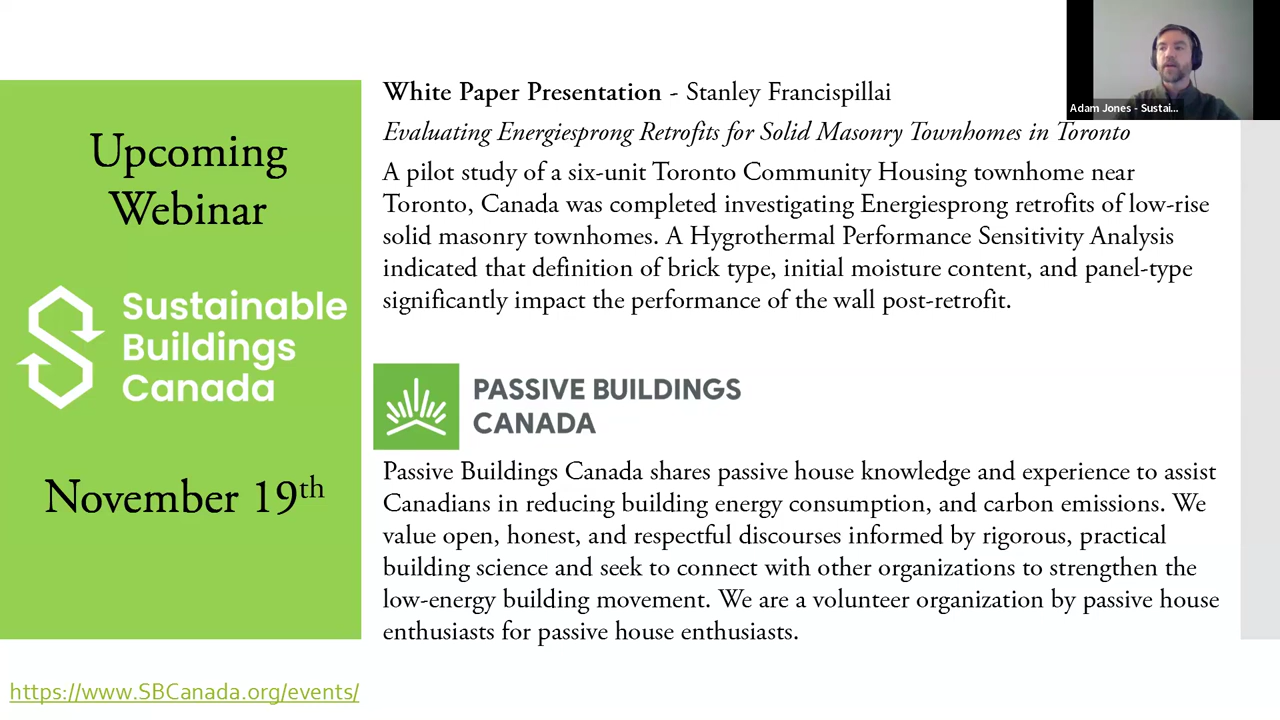 Upcoming
Webinar
Sustainable
Buildings
Canada
November 19th
https://www.SBCanada.org/events/
White Paper Presentation - Stanley Francispillai
Evaluating Energiesprong Retrofits for Solid Masonry Townhomes in Toronto
A pilot study of a six-unit Toronto Community Housing townhome near
Toronto, Canada was completed investigating Energiesprong retrofits of low-rise
solid masonry townhomes. A Hygrothermal Performance Sensitivity Analysis
indicated that definition of brick type, initial moisture content, and panel-type
significantly impact the performance of the wall post-retrofit.
PASSIVE BUILDINGS
CANADA
Passive Buildings Canada shares passive house knowledge and experience to assist
Canadians in reducing building energy consumption, and carbon emissions. We
value open, honest, and respectful discourses informed by rigorous, practical
building science and seek to connect with other organizations to strengthen the
low-energy building movement. We are a volunteer organization by passive house
enthusiasts for passive house enthusiasts.
Adam Jones - Sustai...